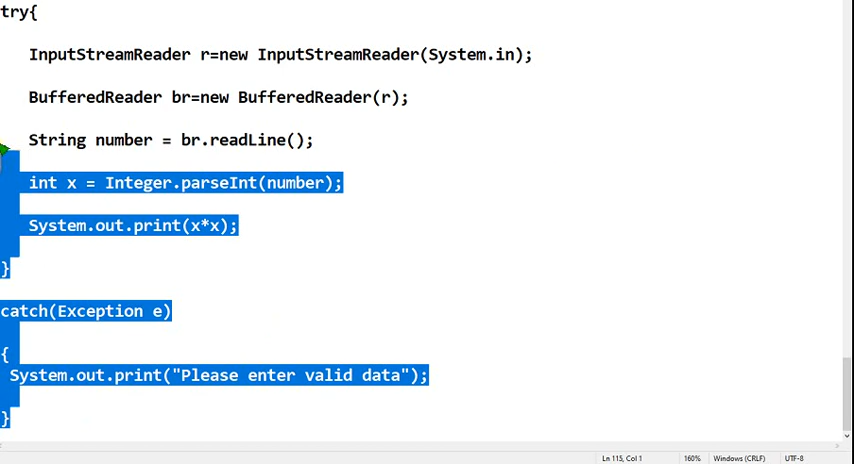 try{
InputStreamReader r=new InputStreamReader(System.in);
BufferedReader br=new BufferedReader(r);
String number = br.readLine();
int x = Integer.parseInt(number);
System.out.print(x*x);
}
catch(Exception e)
{
System.out.print("Please enter valid data");
}
Ln 115, Col 1 160% Windows (CRLF) UTF-8